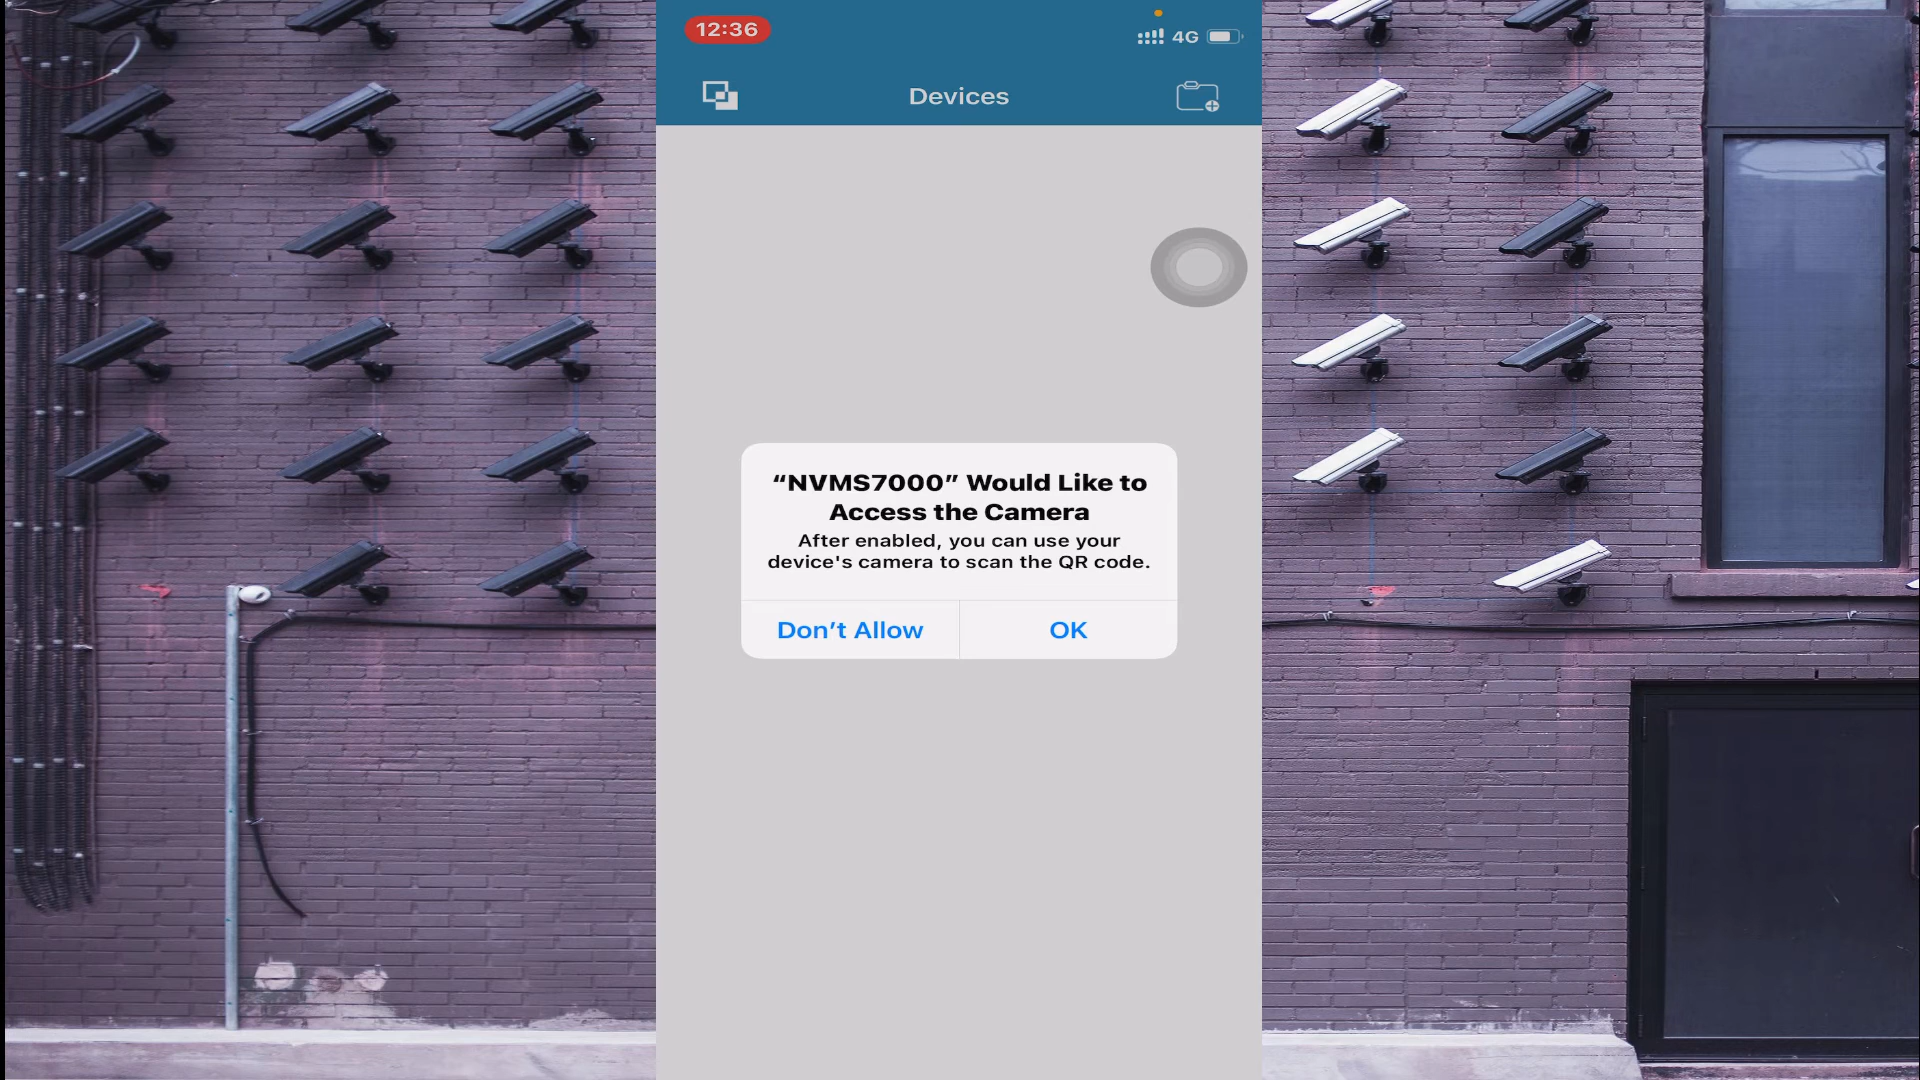 12:36
4G
Devices
“NVMS7000” Would Like to
Access the Camera
After enabled, you can use your
device's camera to scan the QR code.
Don’t Allow
OK